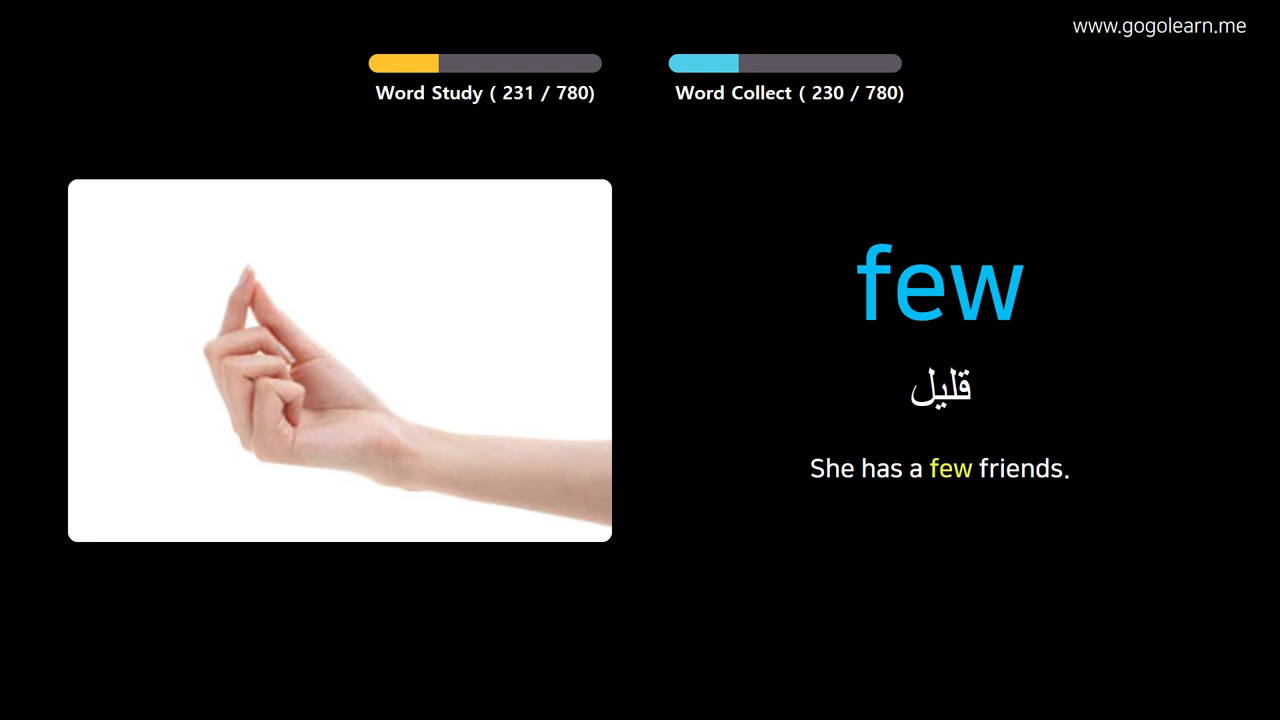 www.gogolearn.me
Word Study ( 231 / 780)
Word Collect ( 230 / 780)
few
قليل
She has a few friends.